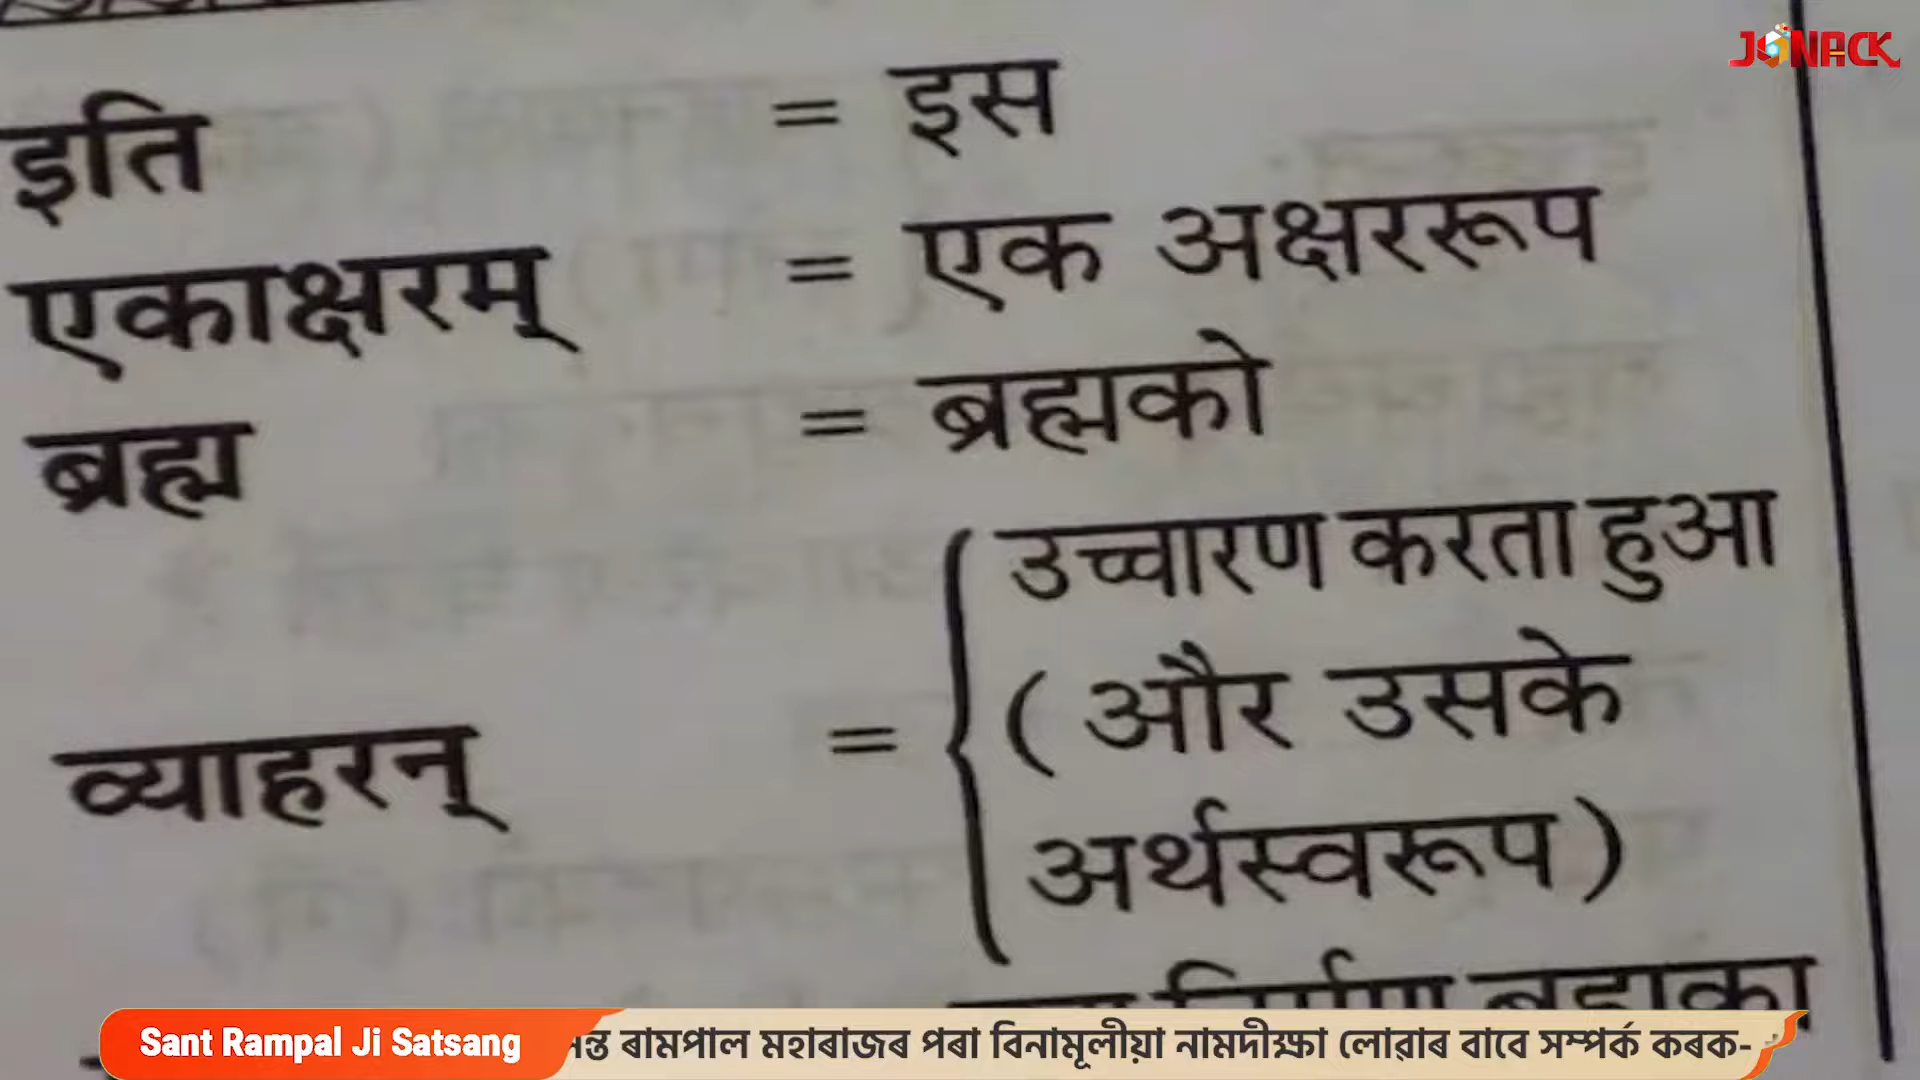 JONACK
इति = इस
एकाक्षरम् = एक अक्षररूप
ब्रह्म = ब्रह्मको
उच्चारण करता हुआ
व्याहरन् = ( और उसके
अर्थस्वरूप )
Sant Rampal Ji Satsang
ৰামপাল মহাৰাজৰ পৰা বিনামূলীয়া নামদীক্ষা লোৱাৰ বাবে সম্পৰ্ক কৰক-